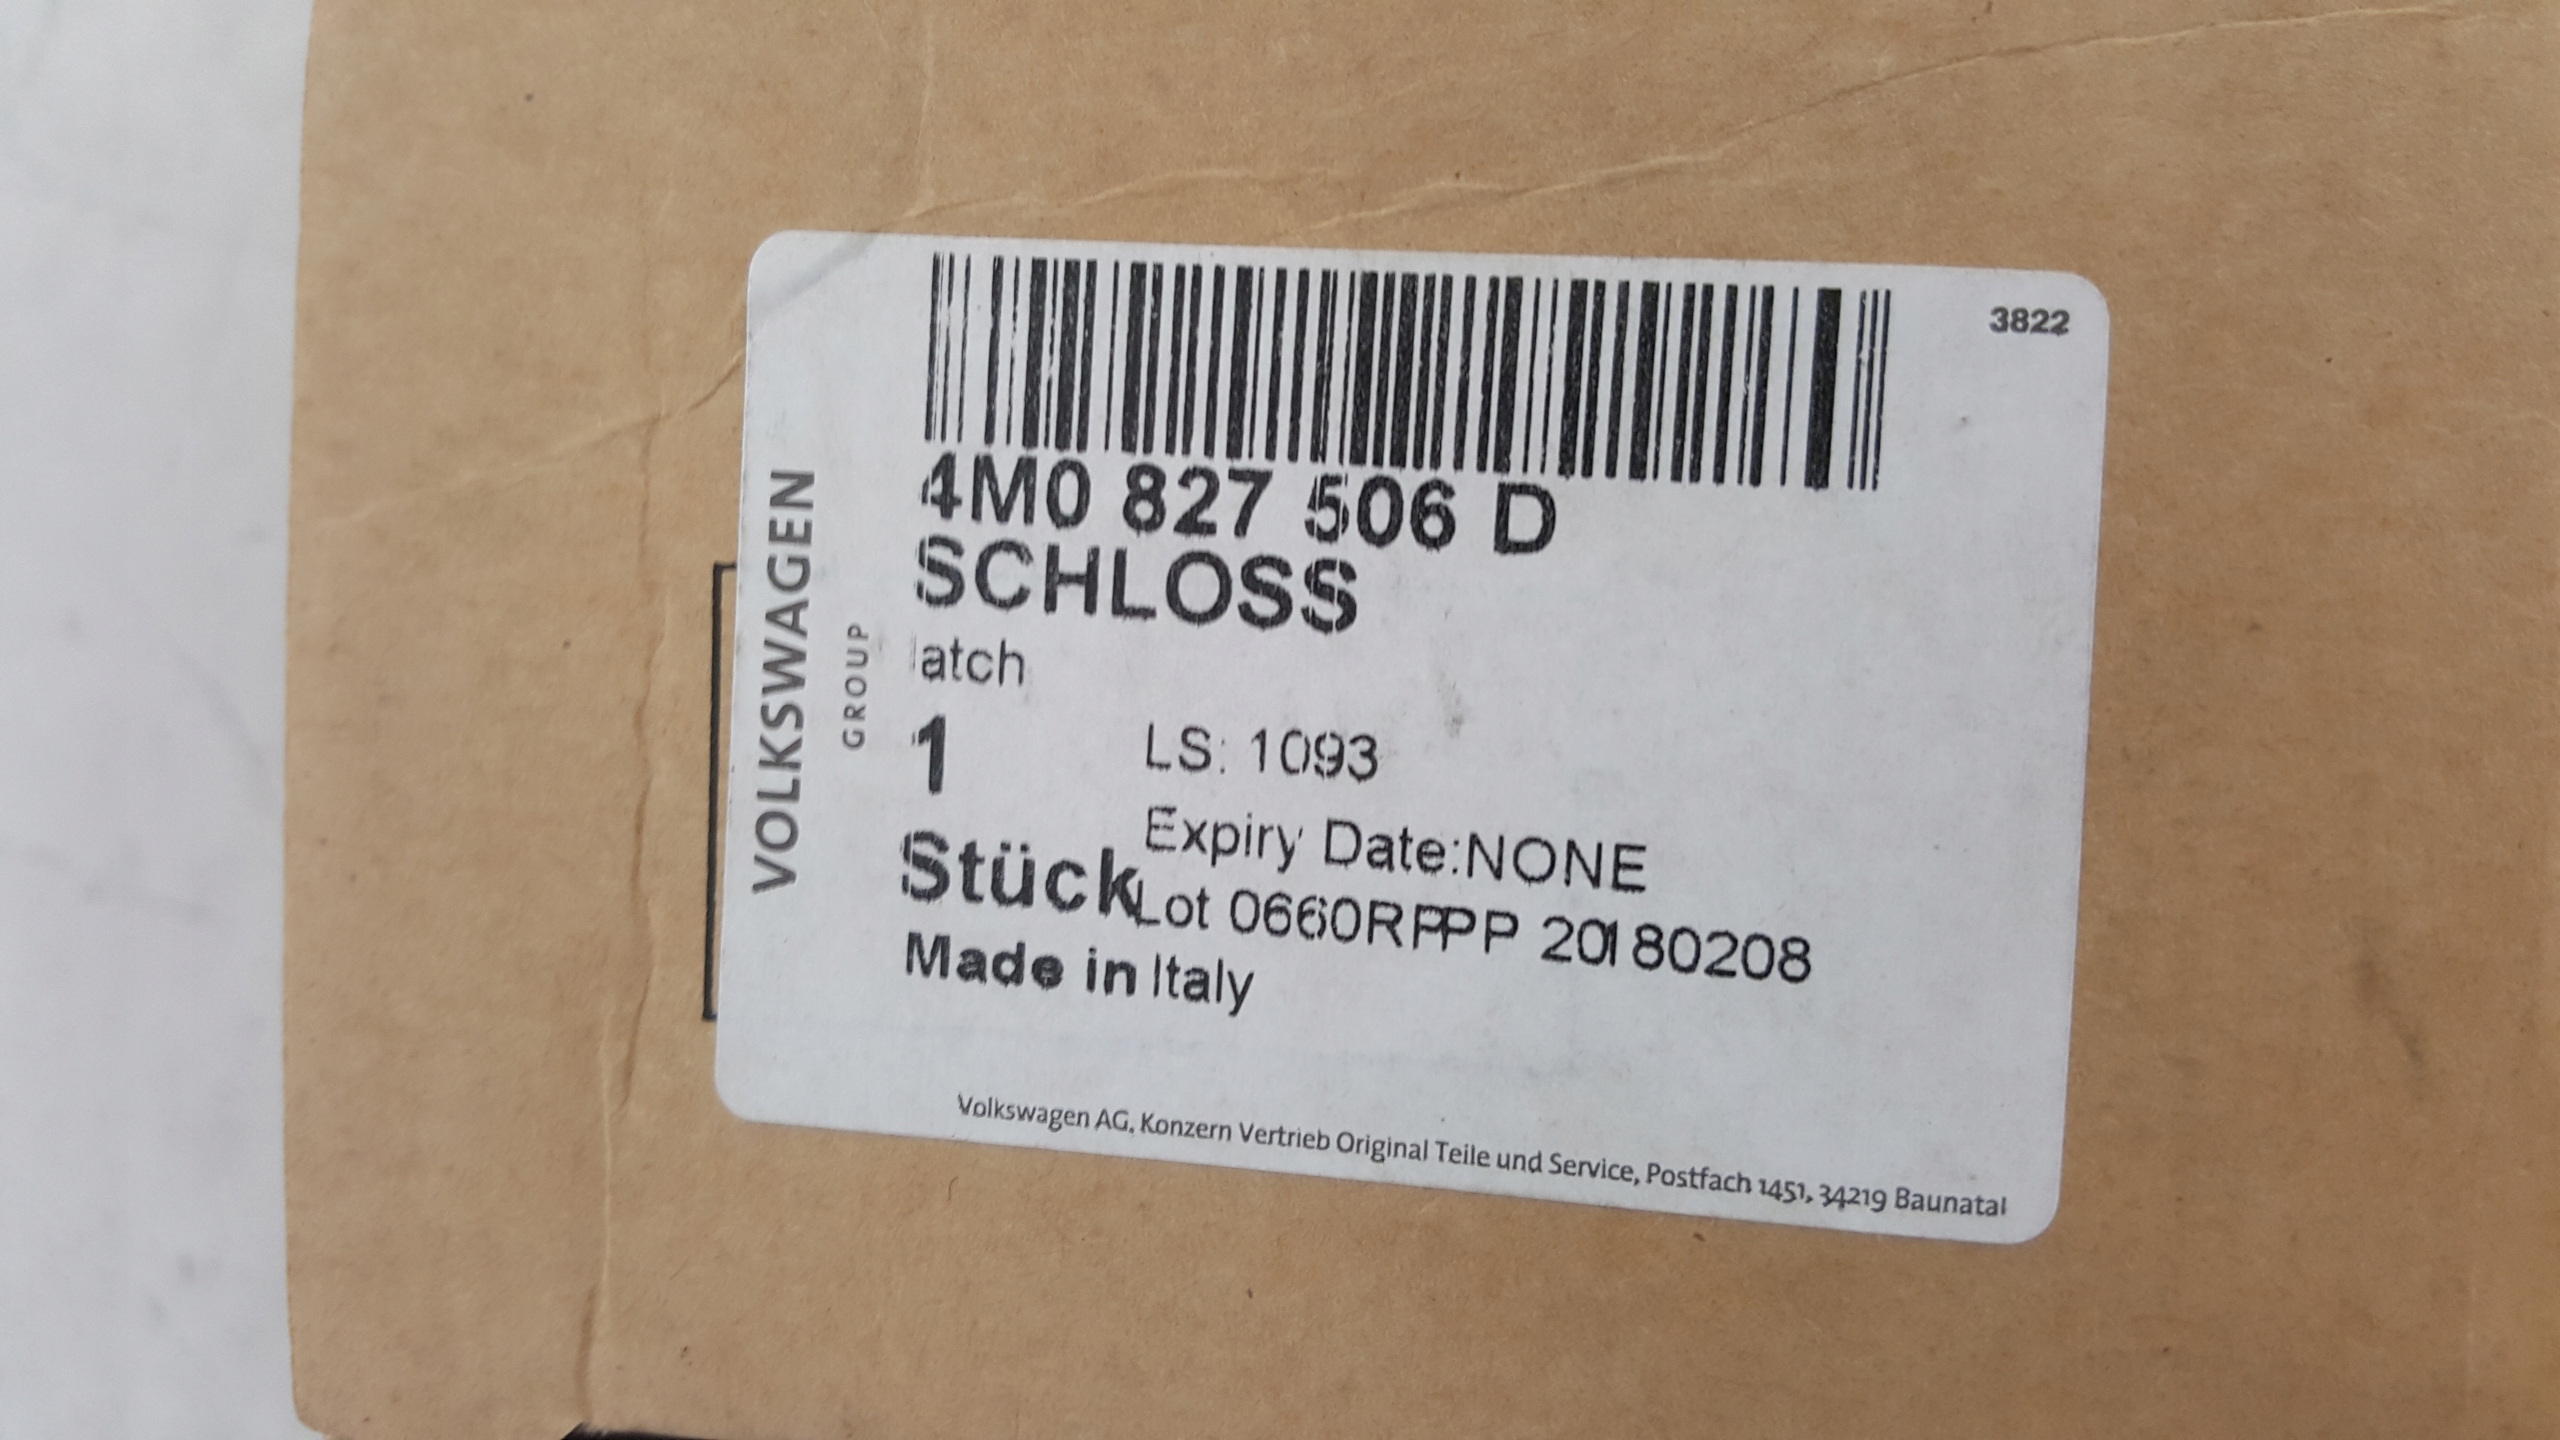 3822
4M0 827 506 D
SCHLOSS
latch
1
LS: 1093
Expiry Date:NONE
Stück
Lot 0660RPPPP 20180208
Made in Italy
VOLKSWAGEN
GROUP
Volkswagen AG, Konzern Vertrieb Original Teile und Service, Postfach 1451, 34219 Baunatal